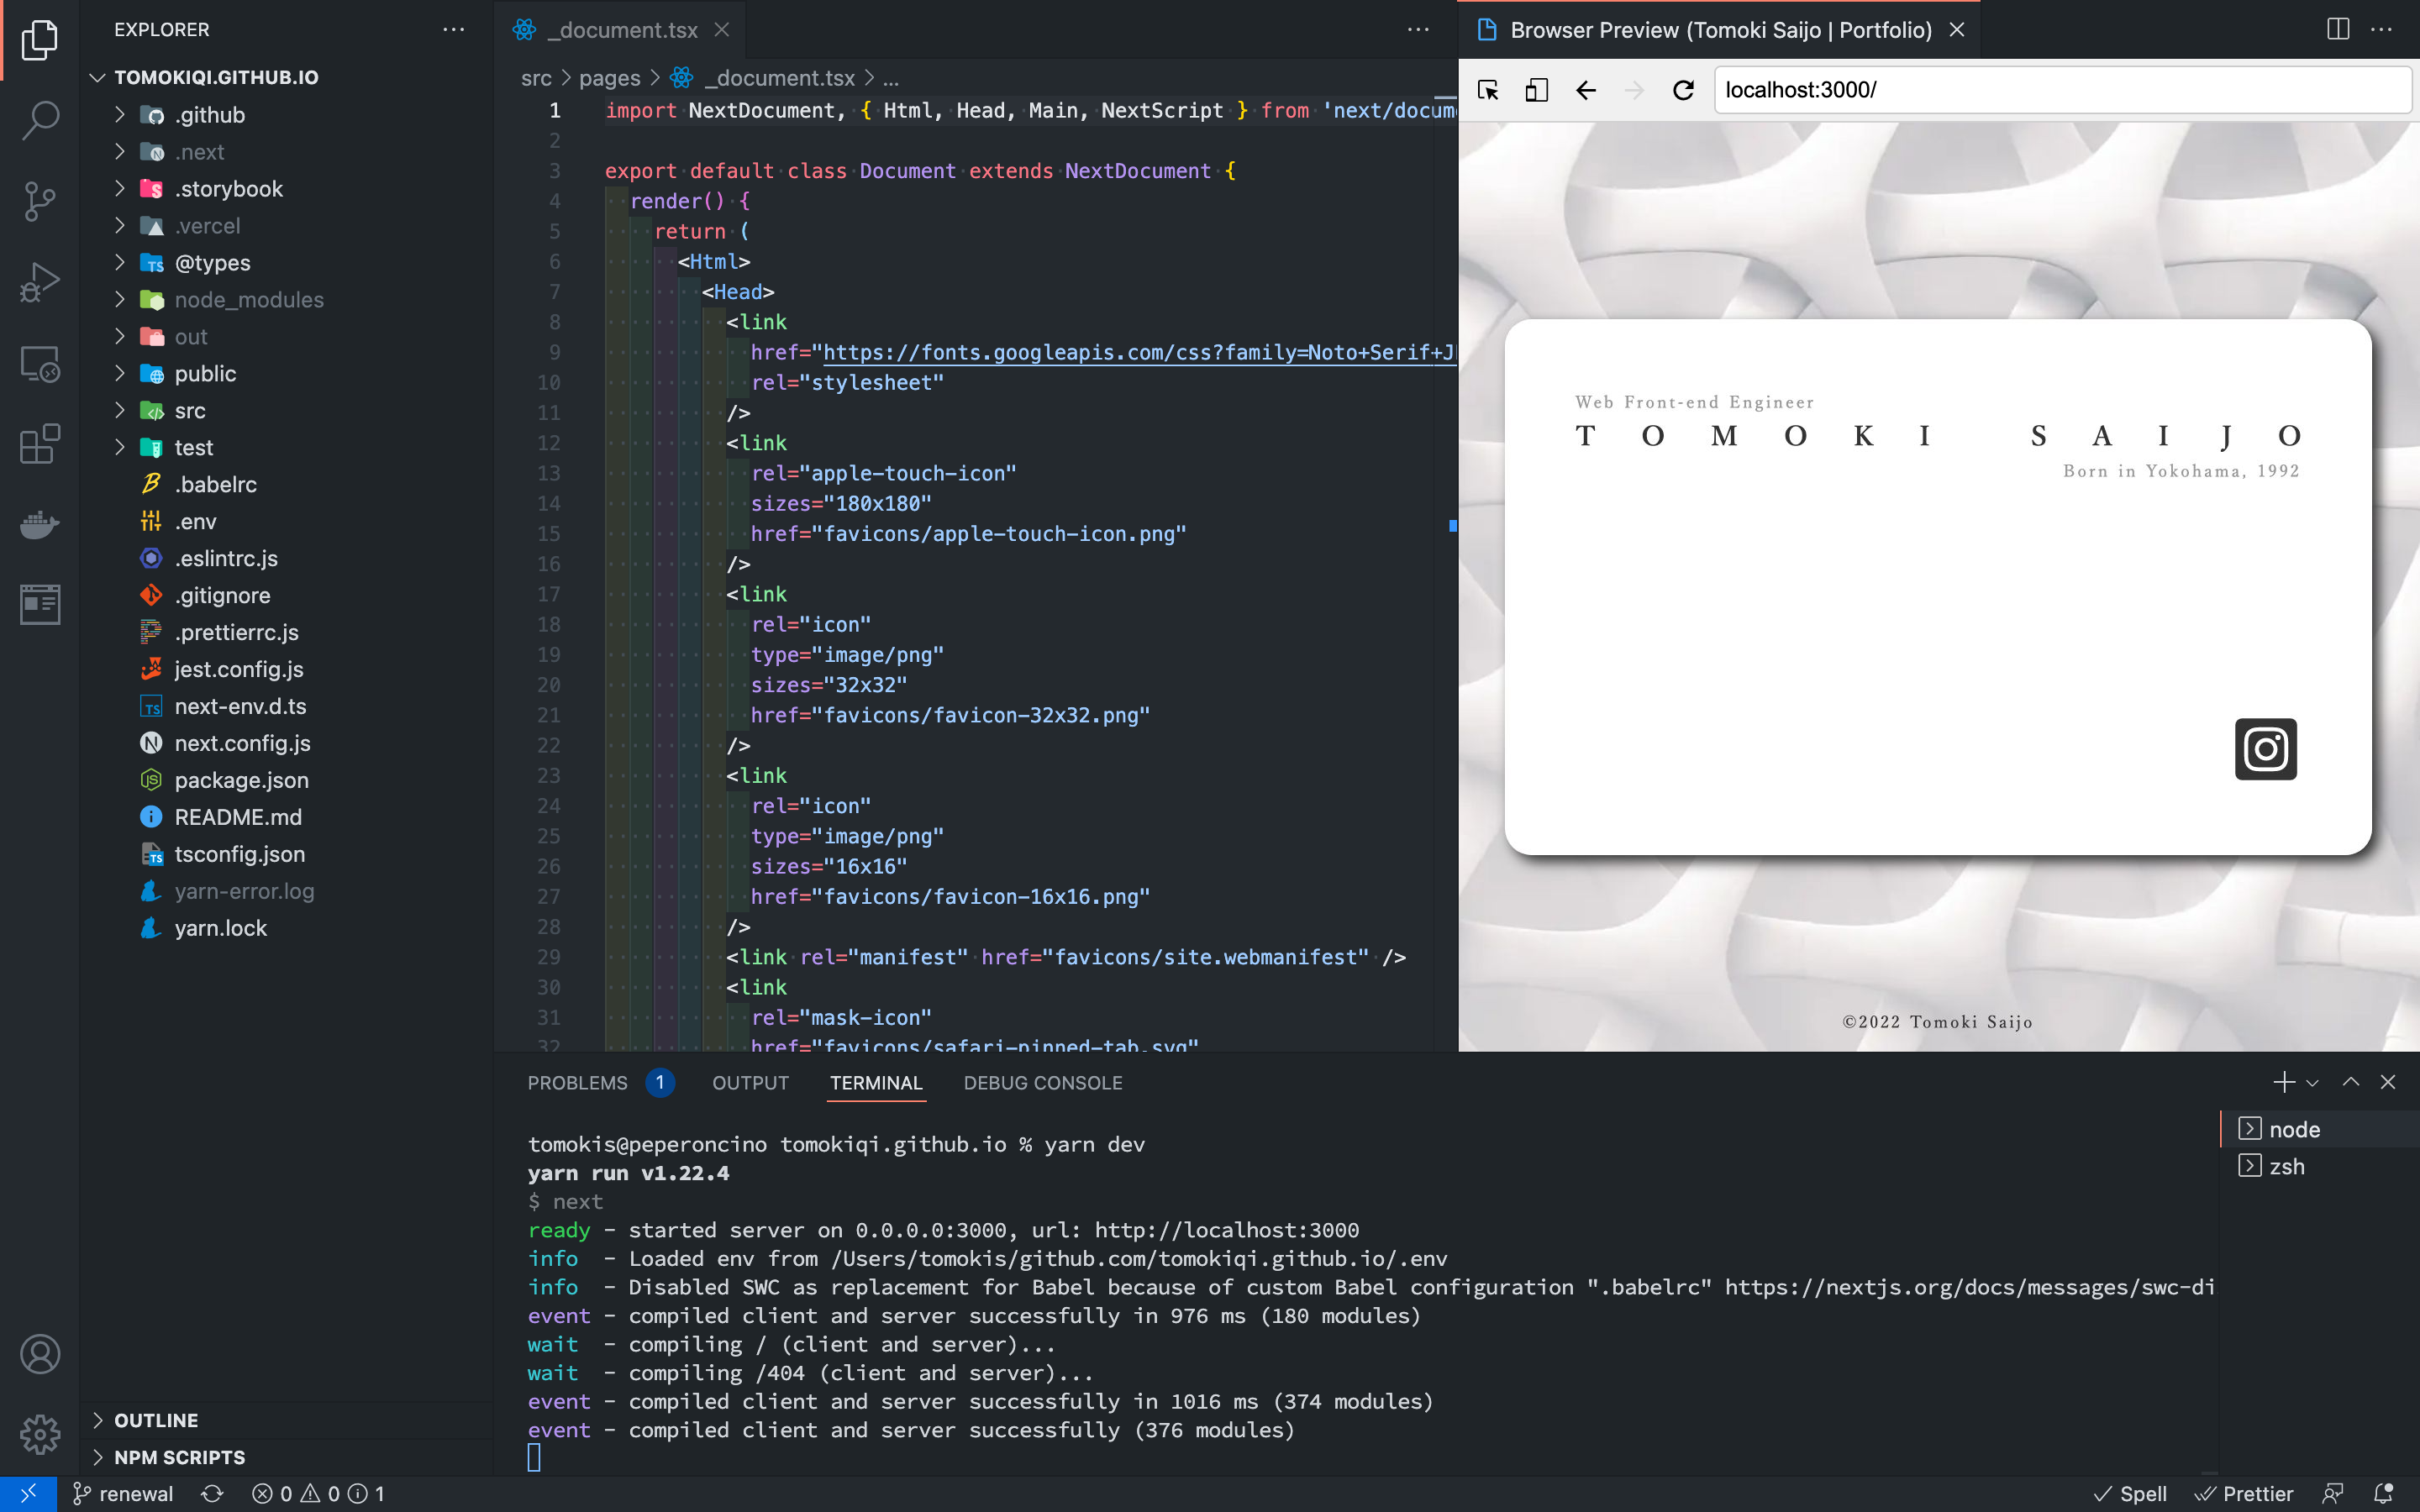 EXPLORER
TOMOKIQI.GITHUB.IO
.github
.next
.storybook
.vercel
@types
node_modules
out
public
src
test
.babelrc
.env
.eslintrc.js
.gitignore
.prettierrc.js
jest.config.js
next-env.d.ts
next.config.js
package.json
README.md
tsconfig.json
yarn-error.log
yarn.lock
OUTLINE
NPM SCRIPTS
_document.tsx
src > pages > _document.tsx > ...
1 import NextDocument, { Html, Head, Main, NextScript } from 'next/docum
2
3 export default class Document extends NextDocument {
4 render() {
5 return (
6 <Html>
7 <Head>
8 <link
9 href="https://fonts.googleapis.com/css?family=Noto+Serif+J
10 rel="stylesheet"
11 />
12 <link
13 rel="apple-touch-icon"
14 sizes="180x180"
15 href="favicons/apple-touch-icon.png"
16 />
17 <link
18 rel="icon"
19 type="image/png"
20 sizes="32x32"
21 href="favicons/favicon-32x32.png"
22 />
23 <link
24 rel="icon"
25 type="image/png"
26 sizes="16x16"
27 href="favicons/favicon-16x16.png"
28 />
29 <link rel="manifest" href="favicons/site.webmanifest" />
30 <link
31 rel="mask-icon"
32 href="favicons/safari-pinned-tab.svg"
Browser Preview (Tomoki Saijo | Portfolio)
localhost:3000/
Web Front-end Engineer
TOMOKI SAIJO
Born in Yokohama, 1992
©2022 Tomoki Saijo
PROBLEMS 1 OUTPUT TERMINAL DEBUG CONSOLE
tomokis@peperoncino tomokiqi.github.io % yarn dev
yarn run v1.22.4
$ next
ready - started server on 0.0.0.0:3000, url: http://localhost:3000
info - Loaded env from /Users/tomokis/github.com/tomokiqi.github.io/.env
info - Disabled SWC as replacement for Babel because of custom Babel configuration ".babelrc" https://nextjs.org/docs/messages/swc-di
event - compiled client and server successfully in 976 ms (180 modules)
wait - compiling / (client and server)...
wait - compiling /404 (client and server)...
event - compiled client and server successfully in 1016 ms (374 modules)
event - compiled client and server successfully (376 modules)
node
zsh
renewal 0 0 1
Spell Prettier